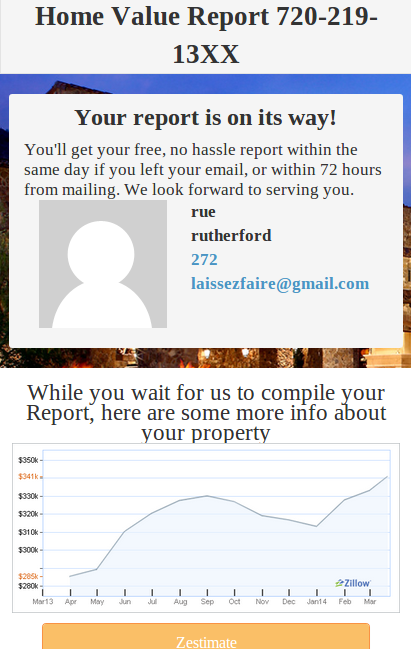 Home Value Report 720-219-
13XX
Your report is on its way!
You'll get your free, no hassle report within the
same day if you left your email, or within 72 hours
from mailing. We look forward to serving you.
rue
rutherford
272
laissezfaire@gmail.com
While you wait for us to compile your
Report, here are some more info about
your property
$350k
$341k
$330k
$320k
$310k
$300k
$285k
$280k
Mar13 Apr May Jun Jul Aug Sep Oct Nov Dec Jan14 Feb Mar
Zillow
Zestimate